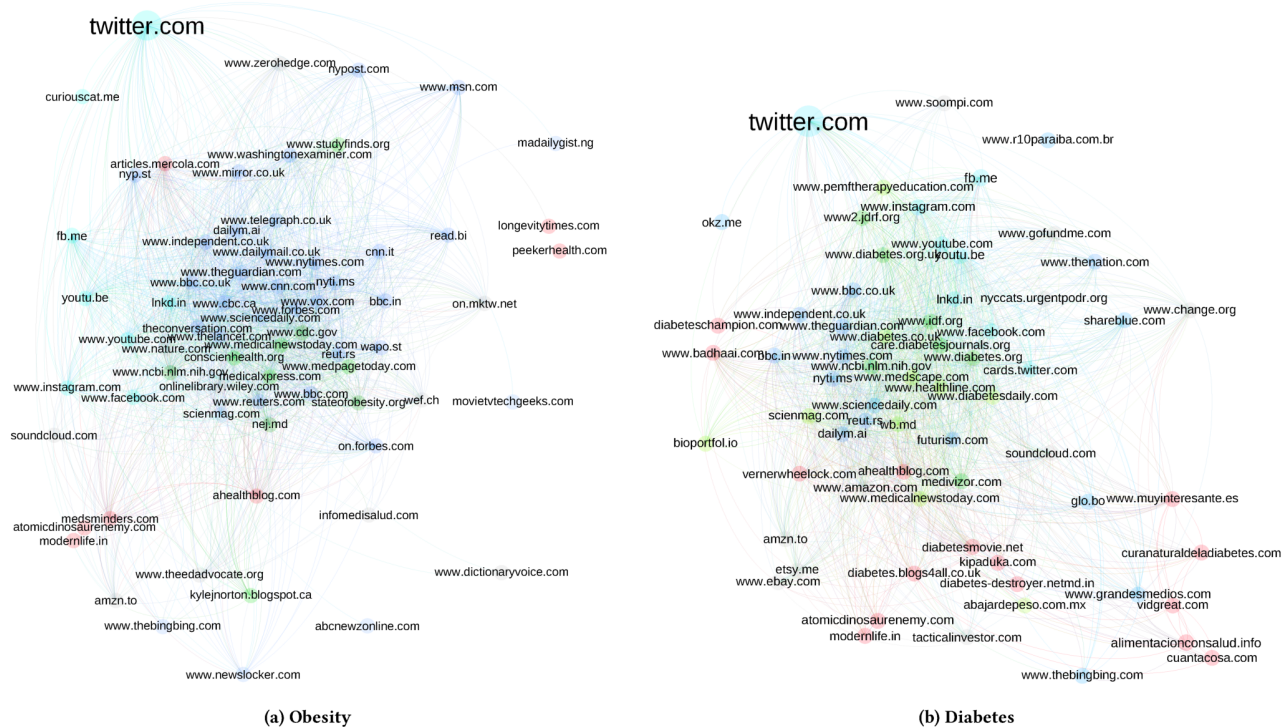 twitter.com
www.zerohedge.com
nypost.com
www.msn.com
curiouscat.me
www.studyfinds.org
madailygist.ng
www.washingtonexaminer.com
articles.mercola.com
nyp.st
www.mirror.co.uk
www.telegraph.co.uk
longevitytimes.com
dailym.ai
fb.me
www.independent.co.uk
read.bi
peekerhealth.com
www.dailymail.co.uk
cnn.it
www.nytimes.com
www.theguardian.com
www.bbc.co.uk
www.cnn.com
nyti.ms
youtu.be
lnkd.in
www.cbc.ca
www.vox.com
bbc.in
on.mktw.net
www.forbes.com
www.sciencedaily.com
theconversation.com
www.cdc.gov
www.youtube.com
www.thelancet.com
www.medicalnewstoday.com
www.nature.com
conscienhealth.org
reut.rs
wapo.st
www.medpagetoday.com
www.ncbi.nlm.nih.gov
medicalxpress.com
www.instagram.com
onlinelibrary.wiley.com
www.bbc.com
www.facebook.com
www.reuters.com
stateofobesity.org
wef.ch
movietvtechgeeks.com
scienmag.com
nej.md
soundcloud.com
on.forbes.com
ahealthblog.com
infomedisalud.com
medsminders.com
atomicdinosaurenemy.com
modernlife.in
www.theedadvocate.org
www.dictionaryvoice.com
amzn.to
kylejnorton.blogspot.ca
www.thebingbing.com
abcnewzonline.com
www.newslocker.com
(a) Obesity
www.soompi.com
twitter.com
www.r10paraiba.com.br
fb.me
www.pemftherapyeducation.com
www.instagram.com
www2.jdrf.org
okz.me
www.gofundme.com
www.youtube.com
www.diabetes.org.uk
youtu.be
www.thenation.com
www.bbc.co.uk
lnkd.in
nyccats.urgentpodr.org
www.change.org
www.independent.co.uk
www.idf.org
shareblue.com
diabeteschampion.com
www.theguardian.com
www.facebook.com
www.diabetes.co.uk
care.diabetesjournals.org
www.badhaai.com
bbc.in
www.nytimes.com
www.diabetes.org
www.ncbi.nlm.nih.gov
cards.twitter.com
nyti.ms
www.medscape.com
www.healthline.com
www.diabetesdaily.com
www.sciencedaily.com
scienmag.com
reut.rs
wb.md
dailym.ai
futurism.com
bioportfol.io
soundcloud.com
vernerwheelock.com
ahealthblog.com
www.amazon.com
medivizor.com
www.medicalnewstoday.com
glo.bo
www.muyinteresante.es
amzn.to
diabetesmovie.net
curanaturaldeladiabetes.com
kipaduka.com
etsy.me
diabetes.blogs4all.co.uk
www.ebay.com
diabetes-destroyer.netmd.in
www.grandesmedios.com
abajardepeso.com.mx
vidgreat.com
atomicdinosaurenemy.com
modernlife.in
tacticalinvestor.com
alimentacionconsalud.info
cuantacosa.com
www.thebingbing.com
(b) Diabetes